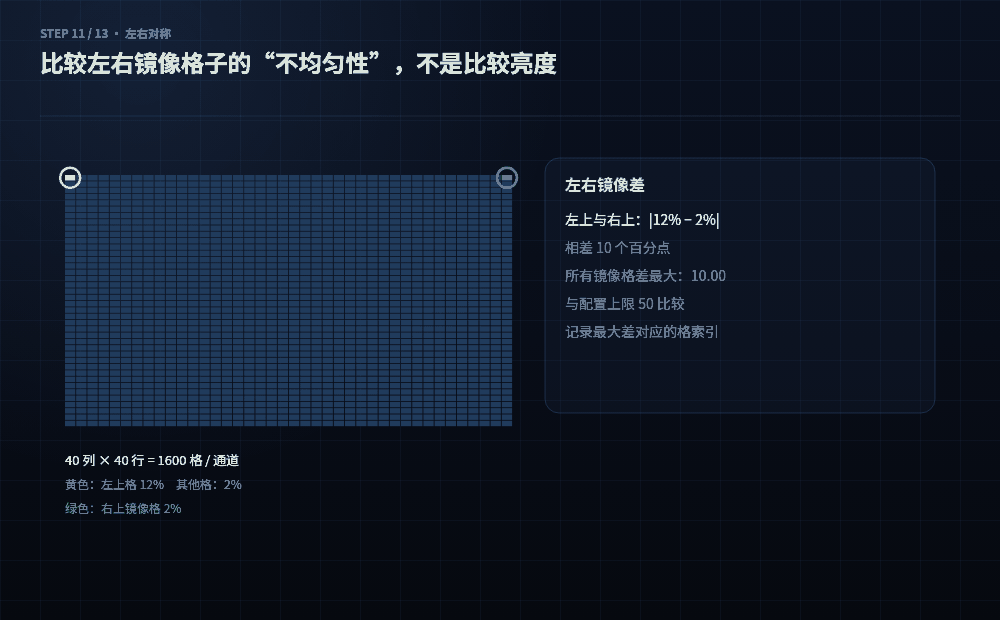 STEP 11 / 13 · 左右对称
比较左右镜像格子的“不均匀性”，不是比较亮度
左右镜像差
左上与右上：|12% − 2%|
相差 10 个百分点
所有镜像格差最大：10.00
与配置上限 50 比较
记录最大差对应的格索引
40 列 × 40 行 = 1600 格 / 通道
黄色：左上格 12% 其他格：2%
绿色：右上镜像格 2%